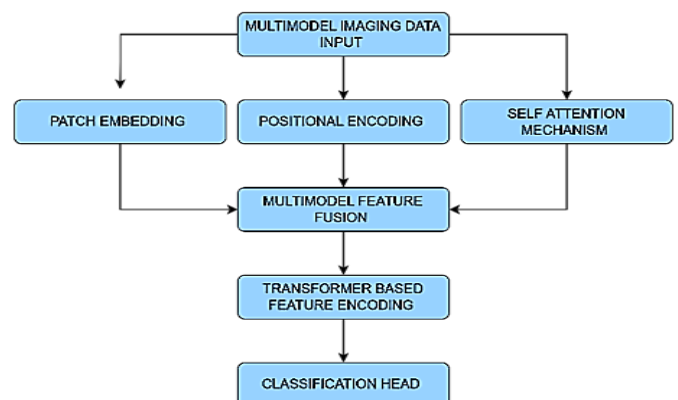 MULTIMODEL IMAGING DATA
INPUT
PATCH EMBEDDING
POSITIONAL ENCODING
SELF ATTENTION
MECHANISM
MULTIMODEL FEATURE
FUSION
TRANSFORMER BASED
FEATURE ENCODING
CLASSIFICATION HEAD